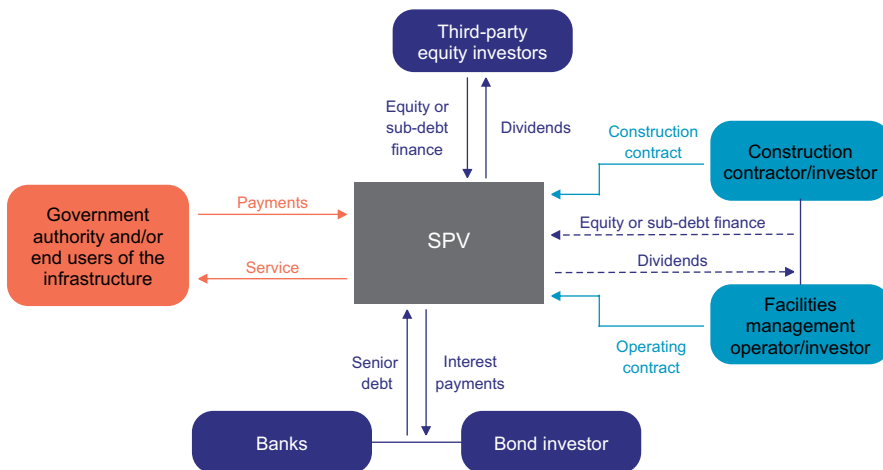 Third-party
equity investors
Equity or
sub-debt
finance
Dividends
Construction
contract
Construction
contractor/investor
Government
authority and/or
end users of the
infrastructure
Payments
Service
SPV
Equity or sub-debt finance
Dividends
Facilities
management
operator/investor
Operating
contract
Senior
debt
Interest
payments
Banks
Bond investor